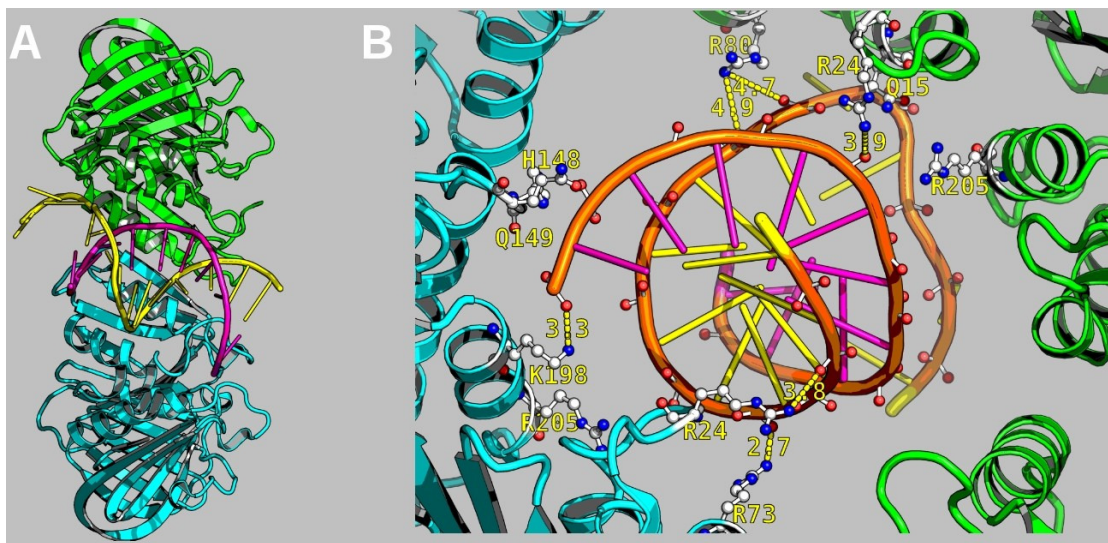 A
B
R80
R24
Q15
4.7
4.9
3.9
H148
R205
Q149
3.3
K198
3.8
R205
R24
2.7
R73